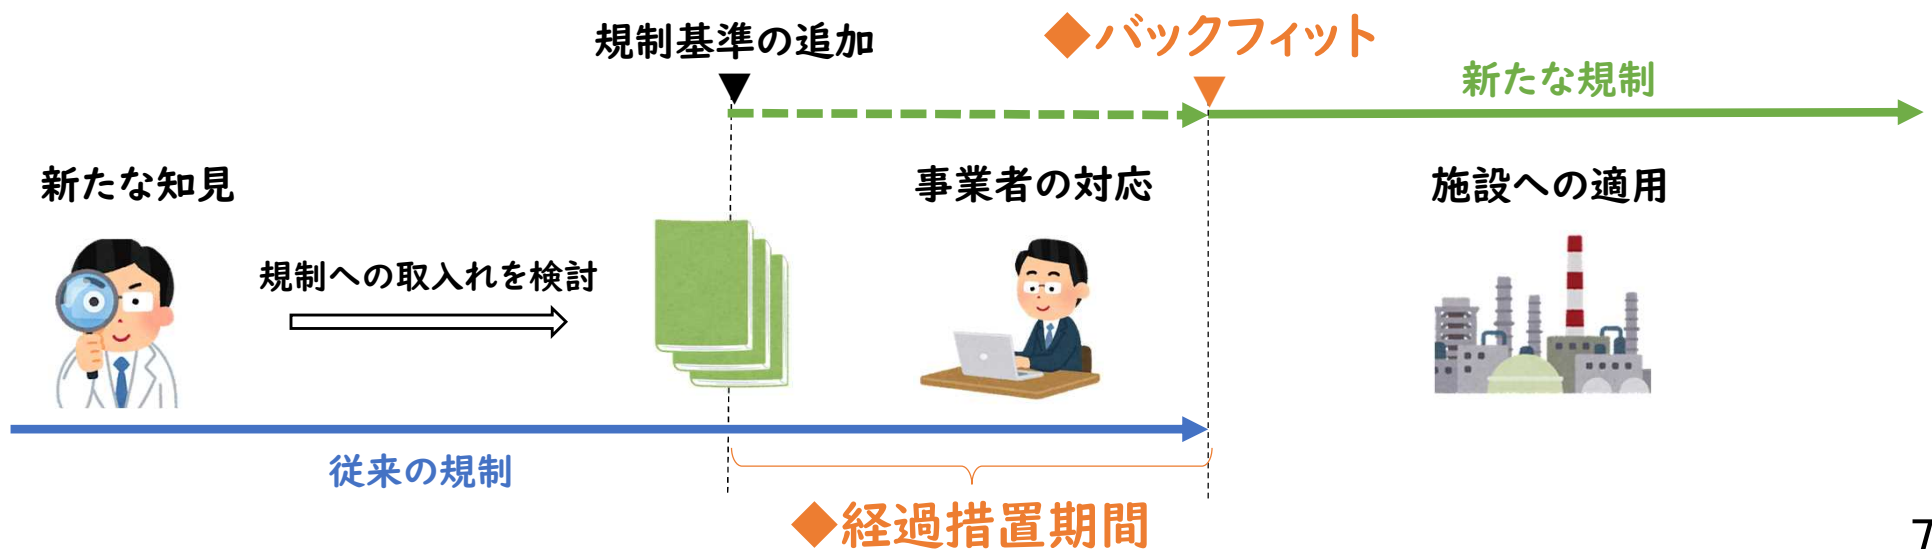 規制基準の追加
◆バックフィット
新たな規制
新たな知見
事業者の対応
施設への適用
規制への取入れを検討
従来の規制
◆経過措置期間
7